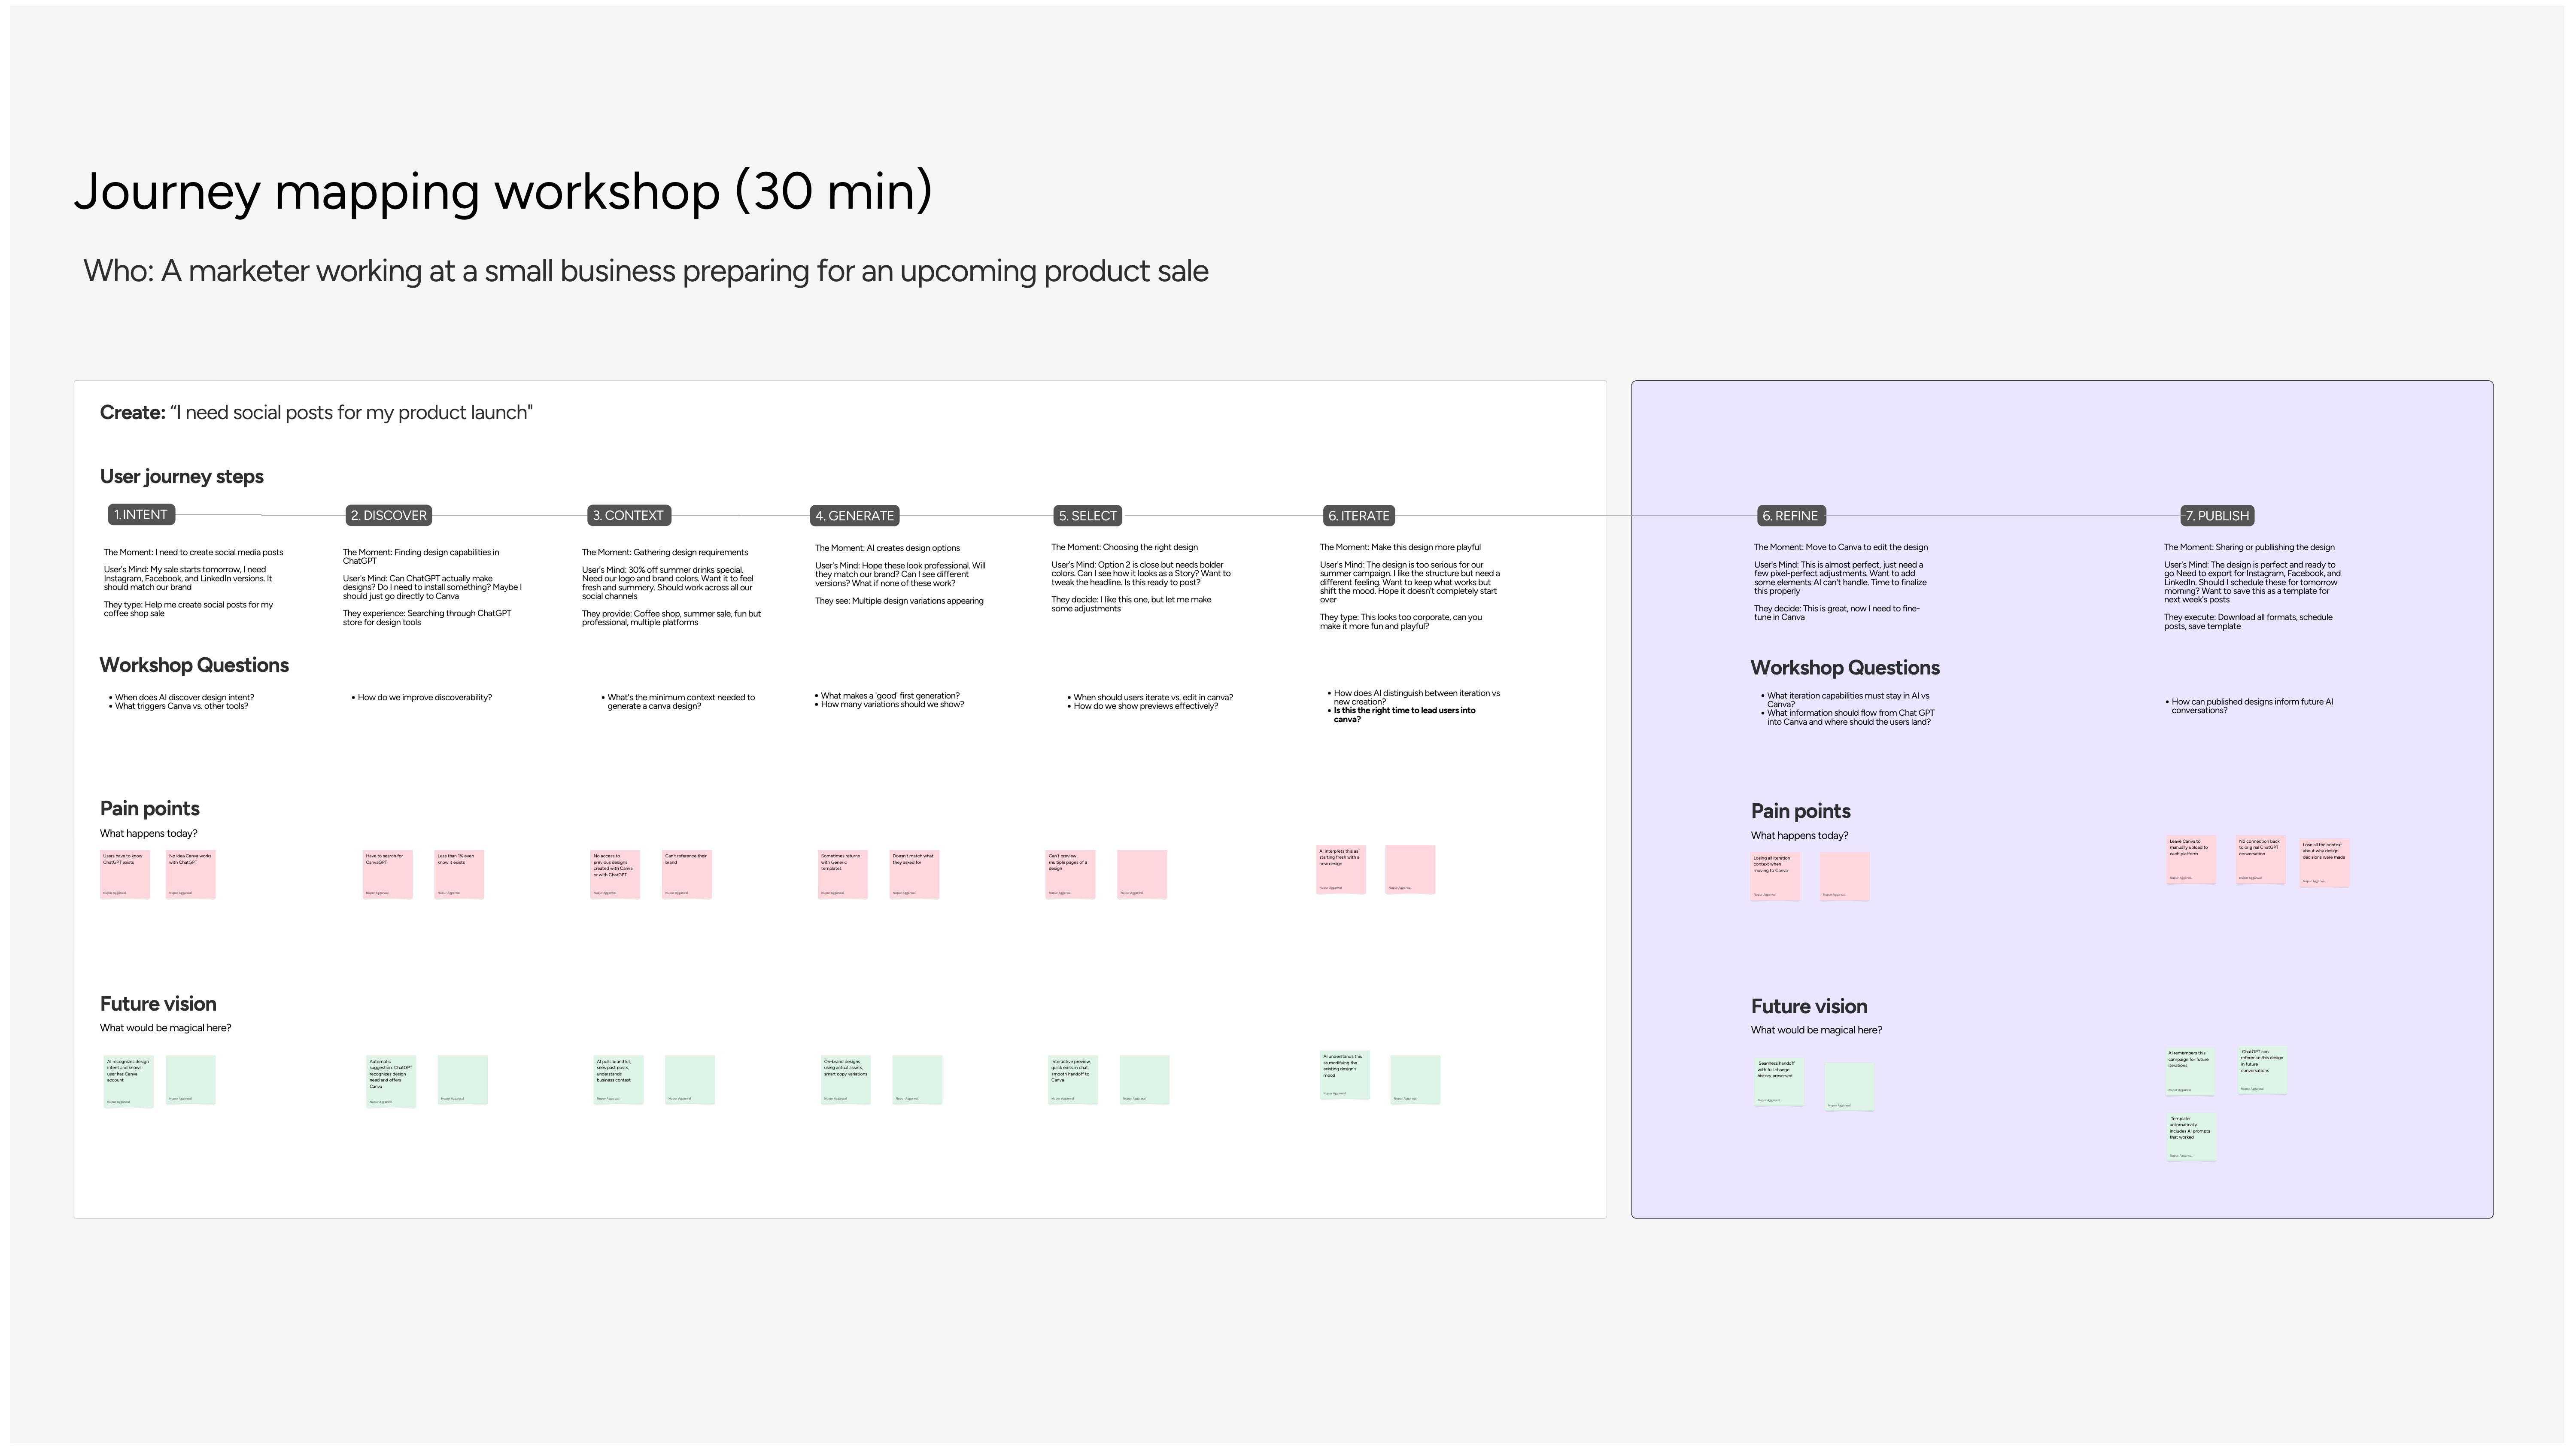 Journey mapping workshop (30 min)
Who: A marketer working at a small business preparing for an upcoming product sale
Create: “I need social posts for my product launch"
User journey steps
1. INTENT
The Moment: I need to create social media posts
User's Mind: My sale starts tomorrow, I need
Instagram, Facebook, and LinkedIn versions. It
should match our brand
They type: Help me create social posts for my
coffee shop sale
2. DISCOVER
The Moment: Finding design capabilities in
ChatGPT
User's Mind: Can ChatGPT actually make
designs? Do I need to install something? Maybe I
should just go directly to Canva
They experience: Searching through ChatGPT
store for design tools
3. CONTEXT
The Moment: Gathering design requirements
User's Mind: 30% off summer drinks special.
Need our logo and brand colors. Want it to feel
fresh and summery. Should work across all our
social channels
They provide: Coffee shop, summer sale, fun but
professional, multiple platforms
4. GENERATE
The Moment: AI creates design options
User's Mind: Hope these look professional. Will
they match our brand? Can I see different
versions? What if none of these work?
They see: Multiple design variations appearing
5. SELECT
The Moment: Choosing the right design
User's Mind: Option 2 is close but needs bolder
colors. Can I see how it looks as a Story? Want to
tweak the headline. Is this ready to post?
They decide: I like this one, but let me make
some adjustments
6. ITERATE
The Moment: Make this design more playful
User's Mind: The design is too serious for our
summer campaign. I like the structure but need a
different feeling. Want to keep what works but
shift the mood. Hope it doesn't completely start
over
They type: This looks too corporate, can you
make it more fun and playful?
6. REFINE
The Moment: Move to Canva to edit the design
User's Mind: This is almost perfect, just need a
few pixel-perfect adjustments. Want to add
some elements AI can't handle. Time to finalize
this properly
They decide: This is great, now I need to fine-
tune in Canva
7. PUBLISH
The Moment: Sharing or publlishing the design
User's Mind: The design is perfect and ready to
go Need to export for Instagram, Facebook, and
LinkedIn. Should I schedule these for tomorrow
morning? Want to save this as a template for
next week's posts
They execute: Download all formats, schedule
posts, save template
Workshop Questions
• When does AI discover design intent?
• What triggers Canva vs. other tools?
• How do we improve discoverability?
• What's the minimum context needed to
generate a canva design?
• What makes a 'good' first generation?
• How many variations should we show?
• When should users iterate vs. edit in canva?
• How do we show previews effectively?
• How does AI distinguish between iteration vs
new creation?
• Is this the right time to lead users into
canva?
Workshop Questions
• What iteration capabilities must stay in AI vs
Canva?
• What information should flow from Chat GPT
into Canva and where should the users land?
• How can published designs inform future AI
conversations?
Pain points
What happens today?
Users have to know
ChatGPT exists
No idea Canva works
with ChatGPT
Have to search for
CanvaGPT
Less than 1% even
know it exists
No access to
previous designs
created with Canva
or with ChatGPT
Can't reference their
brand
Sometimes returns
with Generic
templates
Doesn't match what
they asked for
Can't preview
multiple pages of a
design
AI interprets this as
starting fresh with a
new design
Pain points
What happens today?
Losing all iteration
context when
moving to Canva
Leave Canva to
manually upload to
each platform
No connection back
to original ChatGPT
conversation
Lose all the context
about why design
decisions were made
Future vision
What would be magical here?
AI recognizes design
intent and knows
user has Canva
account
Automatic
suggestion: ChatGPT
recognizes design
need and offers
Canva
AI pulls brand kit,
sees past posts,
understands
business context
On-brand designs
using actual assets,
smart copy variations
Interactive preview,
quick edits in chat,
smooth handoff to
Canva
AI understands this
as modifying the
existing design's
mood
Future vision
What would be magical here?
Seamless handoff
with full change
history preserved
AI remembers this
campaign for future
iterations
ChatGPT can
reference this design
in future
conversations
Template
automatically
includes AI prompts
that worked